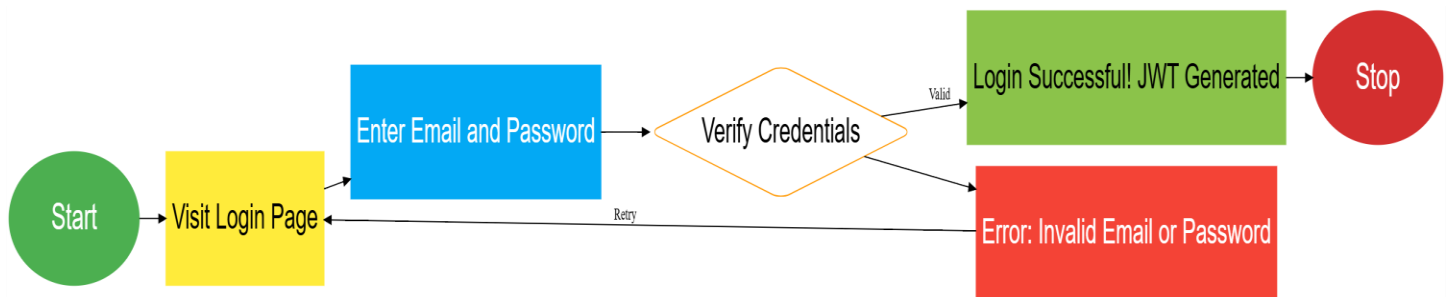 Start
Visit Login Page
Enter Email and Password
Verify Credentials
Valid
Login Successful! JWT Generated
Stop
Error: Invalid Email or Password
Retry